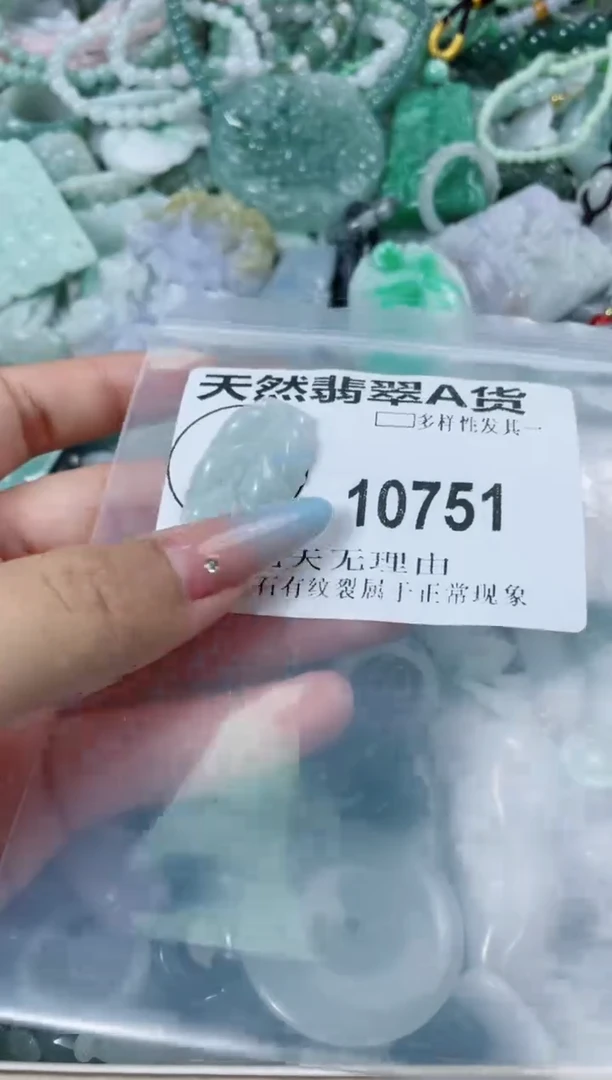 天然翡翠A货
多样性发其一
10751
天无理由
石有纹裂属于正常现象